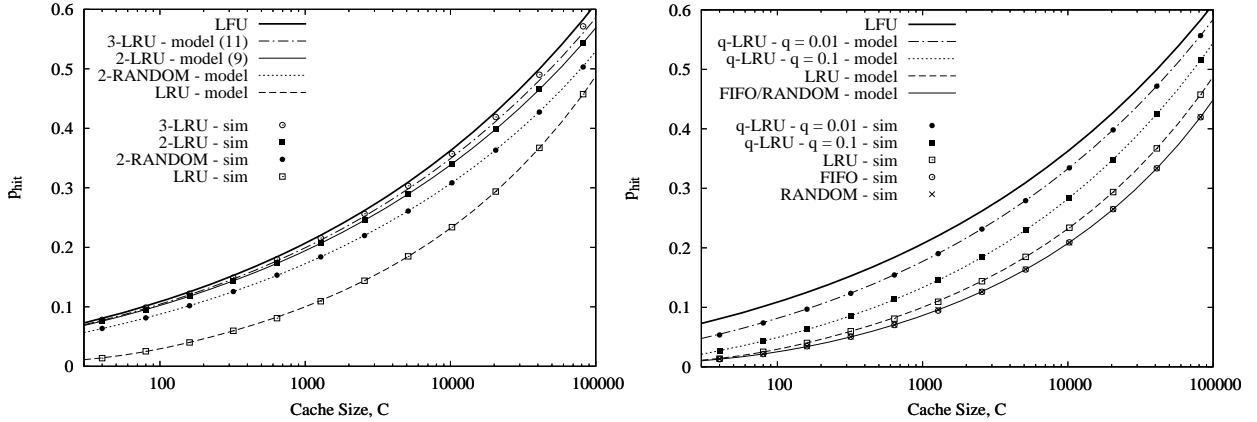 LFU
3-LRU - model (11)
2-LRU - model (9)
2-RANDOM - model
LRU - model
3-LRU - sim
2-LRU - sim
2-RANDOM - sim
LRU - sim
0
0.1
0.2
0.3
0.4
0.5
0.6
100
1000
10000
100000
p_hit
Cache Size, C
LFU
q-LRU - q = 0.01 - model
q-LRU - q = 0.1 - model
LRU - model
FIFO/RANDOM - model
q-LRU - q = 0.01 - sim
q-LRU - q = 0.1 - sim
LRU - sim
FIFO - sim
RANDOM - sim
0
0.1
0.2
0.3
0.4
0.5
0.6
100
1000
10000
100000
p_hit
Cache Size, C